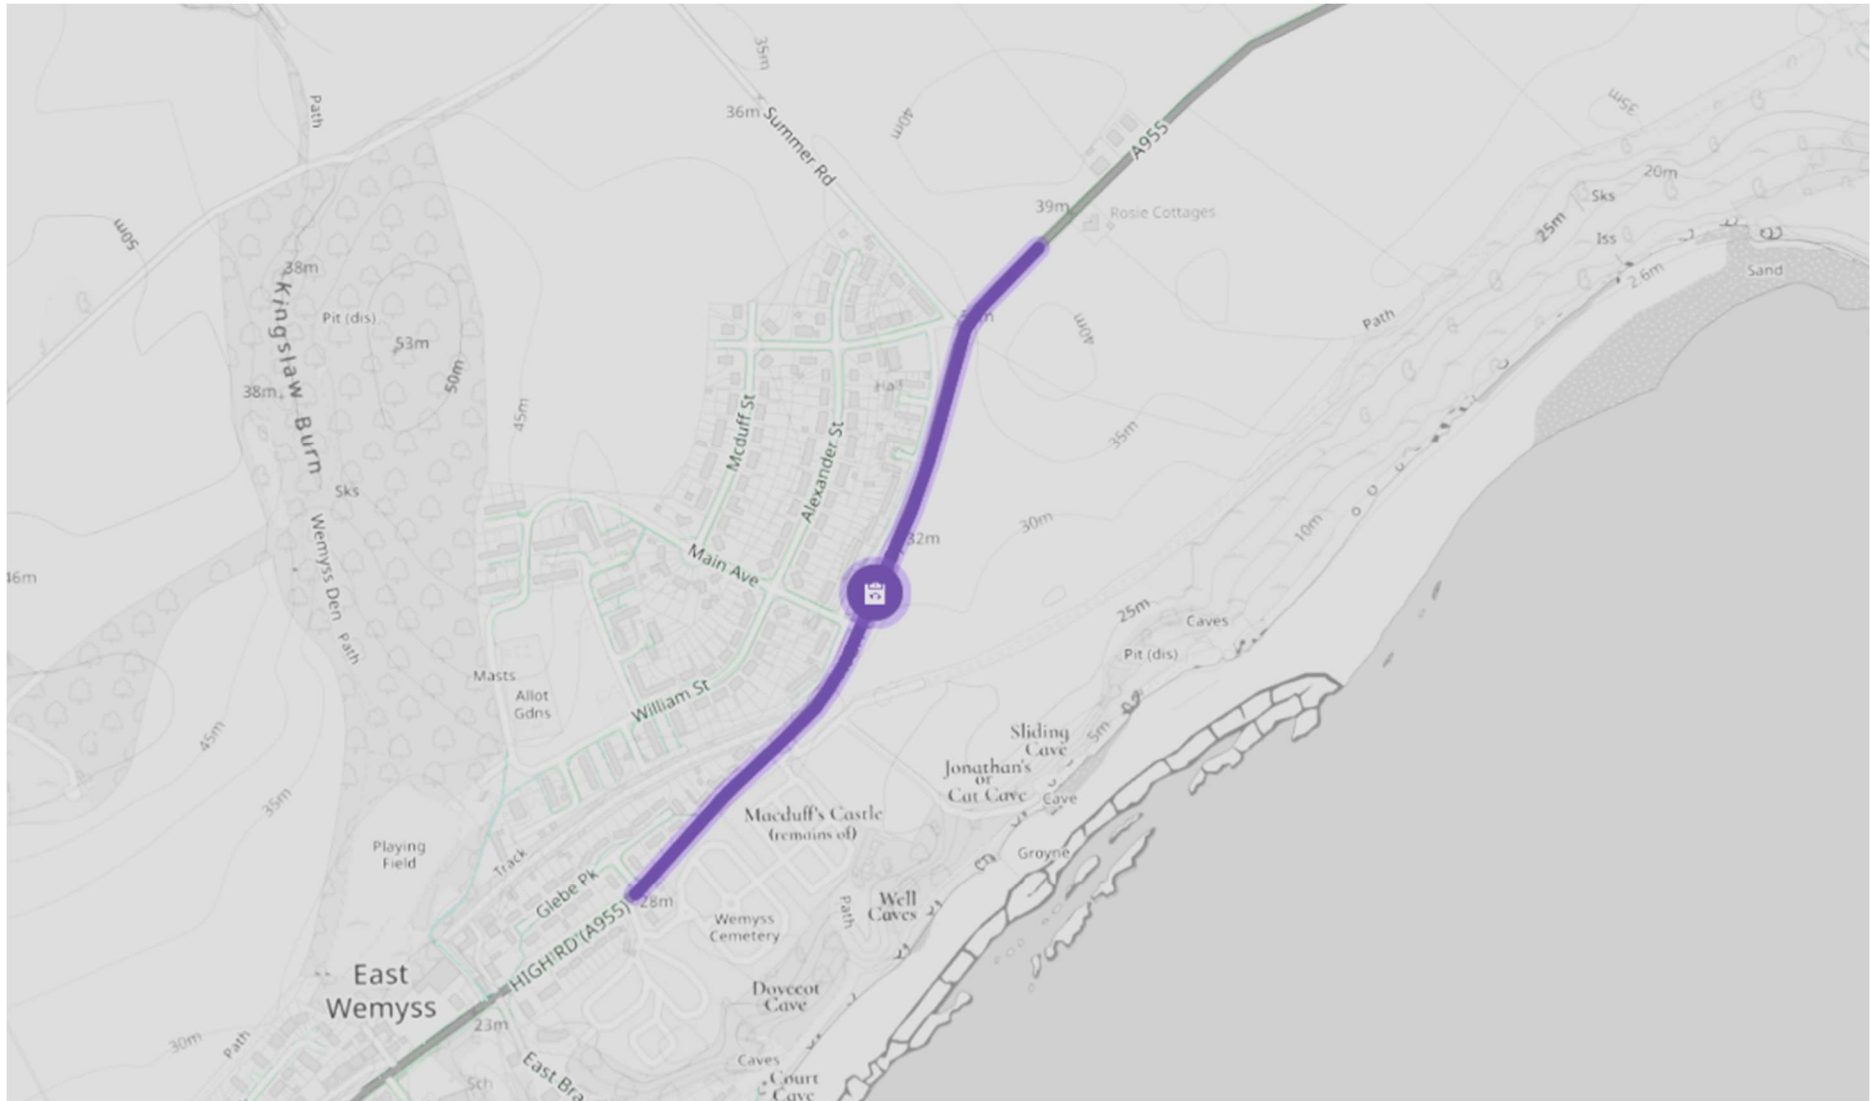 35m
Path
36m
Summer Rd
40m
A955
35m
20m
Sks
25m
Iss
39m
Rosie Cottages
50m
38m
Kingslaw Burn
Pit (dis)
53m
50m
38m
45m
Sks
Wemyss Den Path
46m
2.6m
Sand
Path
40m
35m
Hall
Mcduff St
Alexander St
Main Ave
32m
30m
10m
25m
Caves
Pit (dis)
Masts
Allot
Gdns
William St
45m
35m
Sliding
Cave
5m
Jonathan's
or
Cat Cave
Cave
Macduff's Castle
(remains of)
Groyne
Playing
Field
Track
Glebe Pk
HIGH RD (A955)
28m
Wemyss
Cemetery
Path
Well
Caves
East
Wemyss
23m
Dovecot
Cave
30m
Path
Sch
East Bra
Caves
Court
Cave